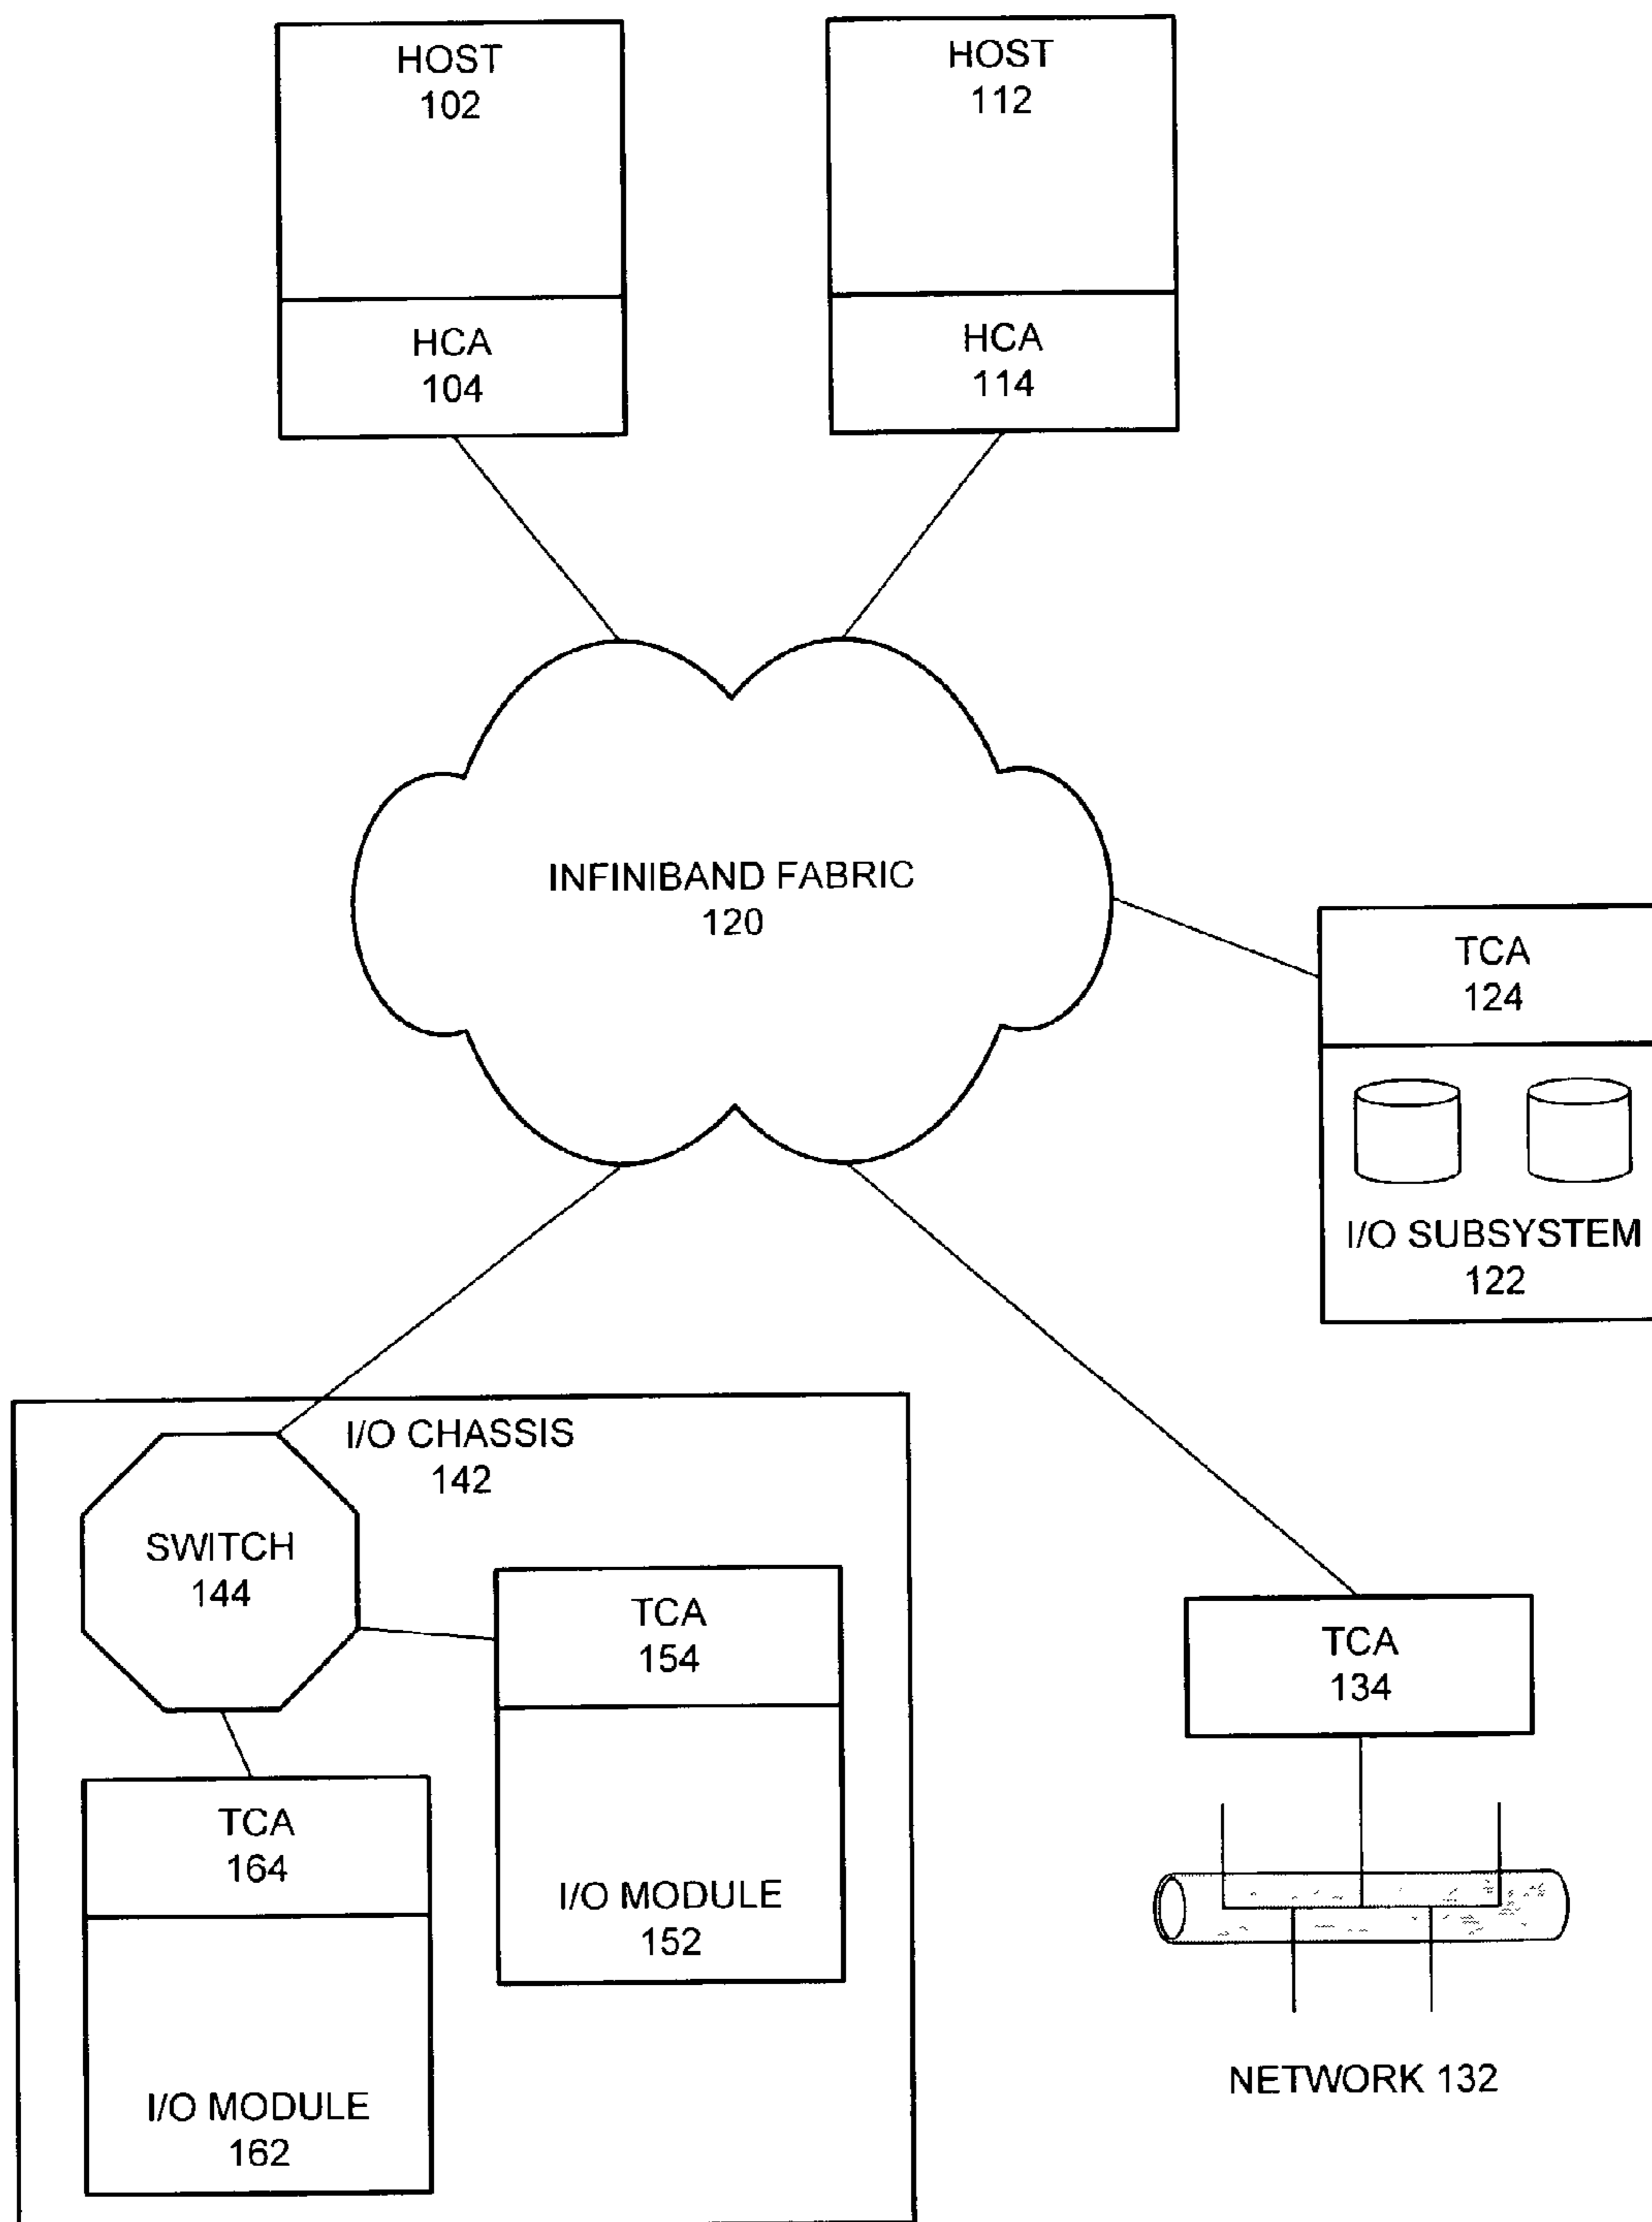 HOST
102
HOST
112
HCA
104
HCA
114
INFINIBAND FABRIC
120
TCA
124
I/O SUBSYSTEM
122
I/O CHASSIS
142
SWITCH
144
TCA
154
I/O MODULE
152
TCA
164
I/O MODULE
162
TCA
134
NETWORK 132